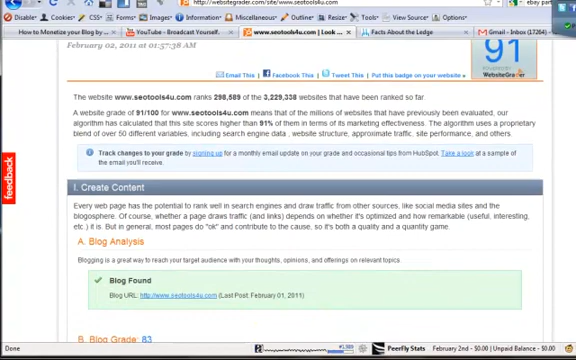 http://websitegrader.com/site/www.seotools4u.com
ebay part
Disable Cookies CSS Forms Images Information Miscellaneous Outline Resize Tools View Source Options
How to Monetize your Blog by ... YouTube - Broadcast Yourself. www.seotools4u.com | Look ... Facts About the Ledge Gmail - Inbox (17264)
February 02, 2011 at 01:57:38 AM
91
WebsiteGrader
Email This Facebook This Tweet This Put this badge on your website »
The website www.seotools4u.com ranks 298,589 of the 3,229,338 websites that have been ranked so far.
A website grade of 91/100 for www.seotools4u.com means that of the millions of websites that have previously been evaluated, our
algorithm has calculated that this site scores higher than 91% of them in terms of its marketing effectiveness. The algorithm uses a proprietary
blend of over 50 different variables, including search engine data , website structure, approximate traffic, site performance, and others.
Track changes to your grade by signing up for a monthly email update on your grade and occasional tips from HubSpot. Take a look at a sample of
the email you'll receive.
feedback
I. Create Content
Every web page has the potential to rank well in search engines and draw traffic from other sources, like social media sites and the
blogosphere. Of course, whether a page draws traffic (and links) depends on whether it's optimized and how remarkable (useful, interesting,
etc.) it is. But in general, most pages do "ok" and contribute to the cause, so it's both a quality and a quantity game.
A. Blog Analysis
Blogging is a great way to reach your target audience with your thoughts, opinions, and offerings on relevant topics.
Blog Found
Blog URL: http://www.seotools4u.com (Last Post: February 01, 2011)
B. Blog Grade: 83
Done
PeerFly Stats February 2nd - $0.00 | Unpaid Balance - $0.00